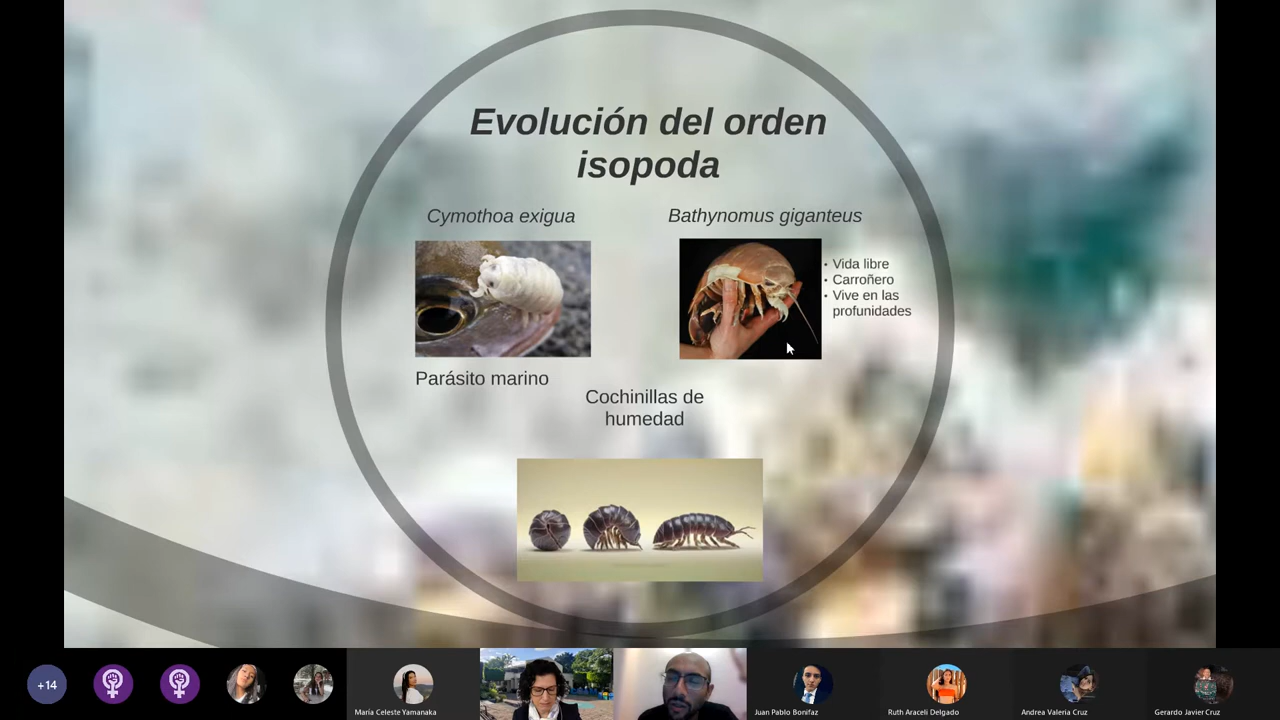 Evolución del orden
isopoda
Cymothoa exigua
Bathynomus giganteus
• Vida libre
• Carroñero
• Vive en las
profunidades
Parásito marino
Cochinillas de
humedad
+14
María Celeste Yamanaka
Juan Pablo Bonifaz
Ruth Araceli Delgado
Andrea Valeria Cruz
Gerardo Javier Cruz